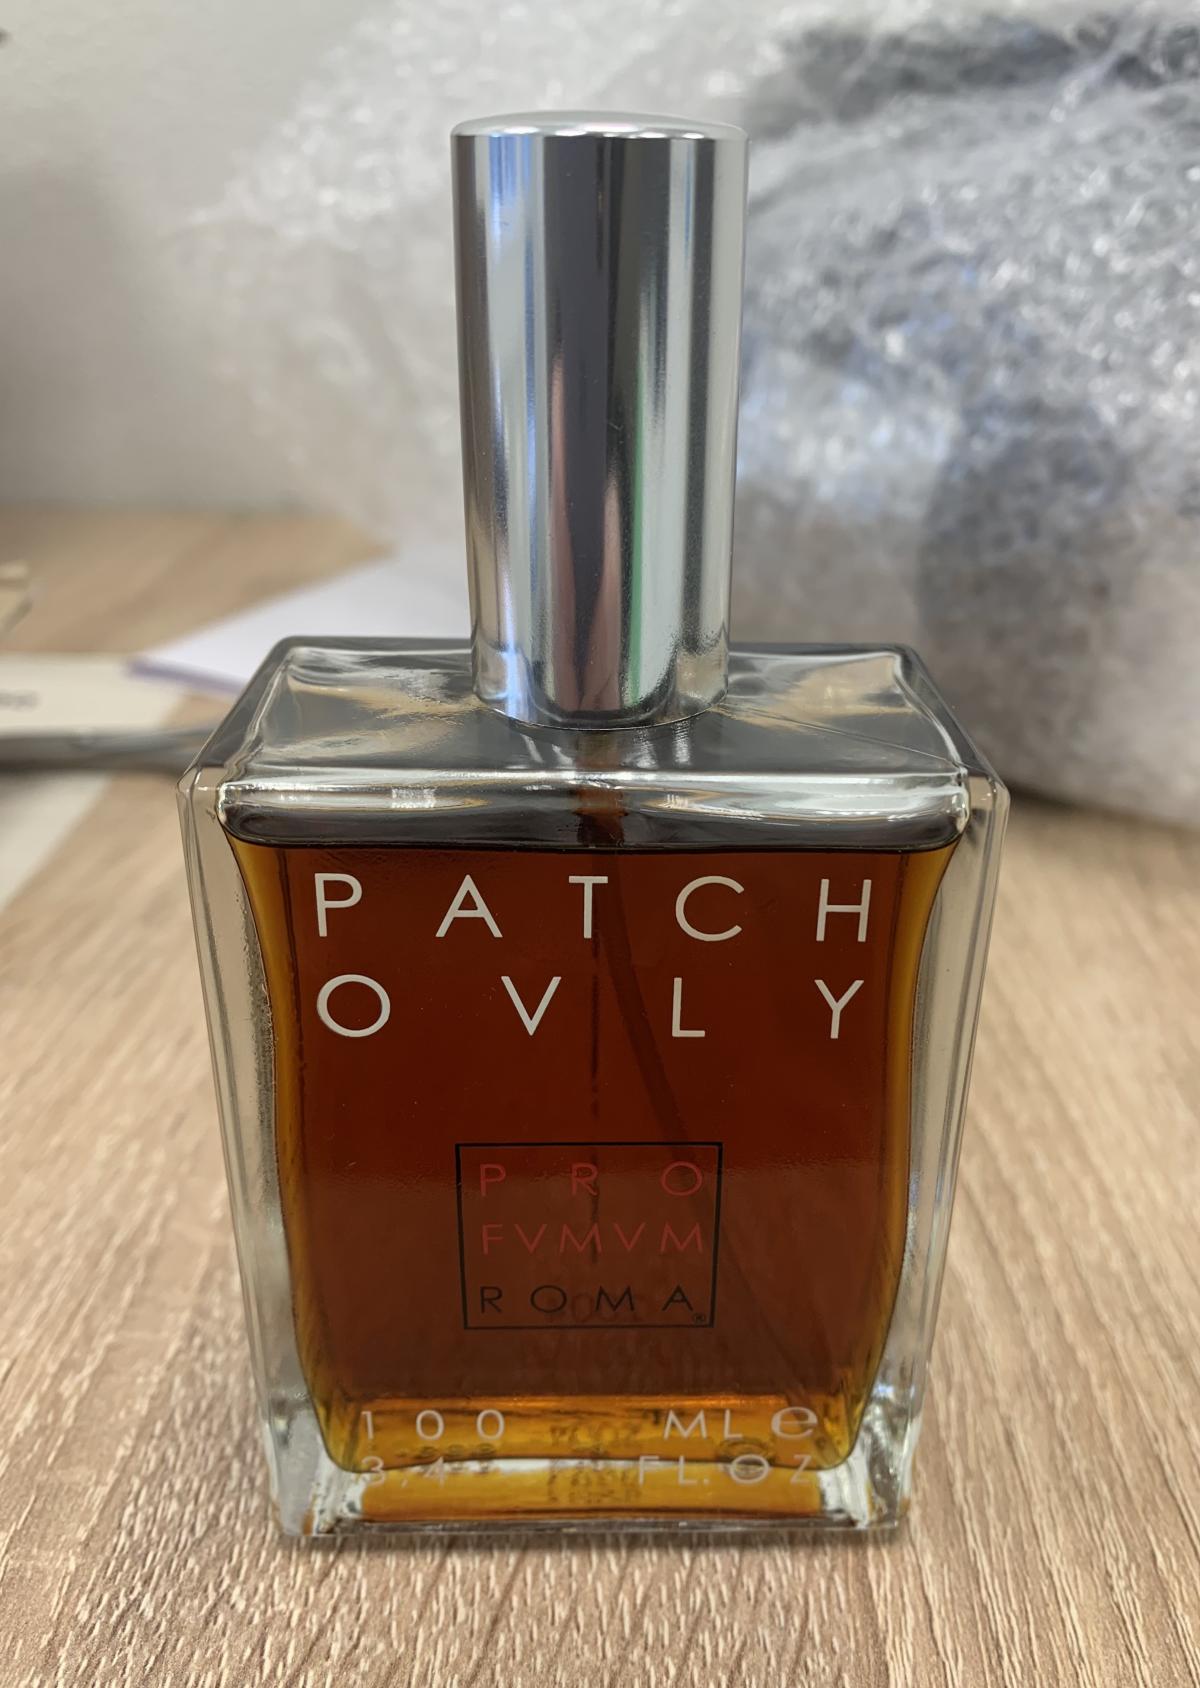 PATCH
OVLY
PRO
FVMVM
ROMA®
100 ML ℮
3,4 FL.OZ